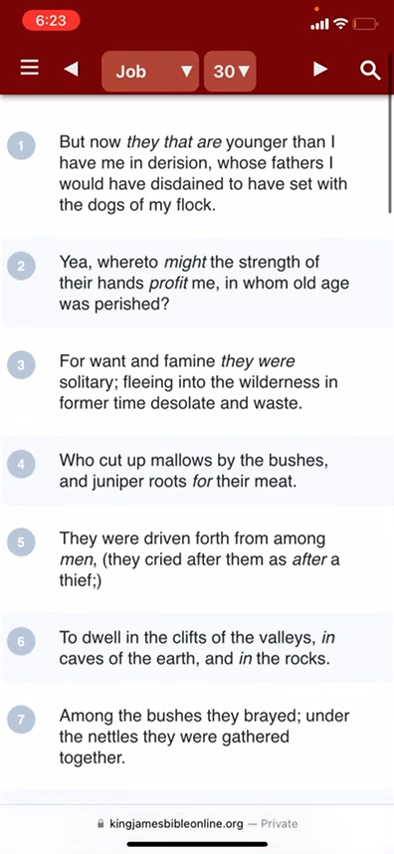 6:23
Job 30
1 But now they that are younger than I
have me in derision, whose fathers I
would have disdained to have set with
the dogs of my flock.
2 Yea, whereto might the strength of
their hands profit me, in whom old age
was perished?
3 For want and famine they were
solitary; fleeing into the wilderness in
former time desolate and waste.
4 Who cut up mallows by the bushes,
and juniper roots for their meat.
5 They were driven forth from among
men, (they cried after them as after a
thief;)
6 To dwell in the clifts of the valleys, in
caves of the earth, and in the rocks.
7 Among the bushes they brayed; under
the nettles they were gathered
together.
kingjamesbibleonline.org — Private